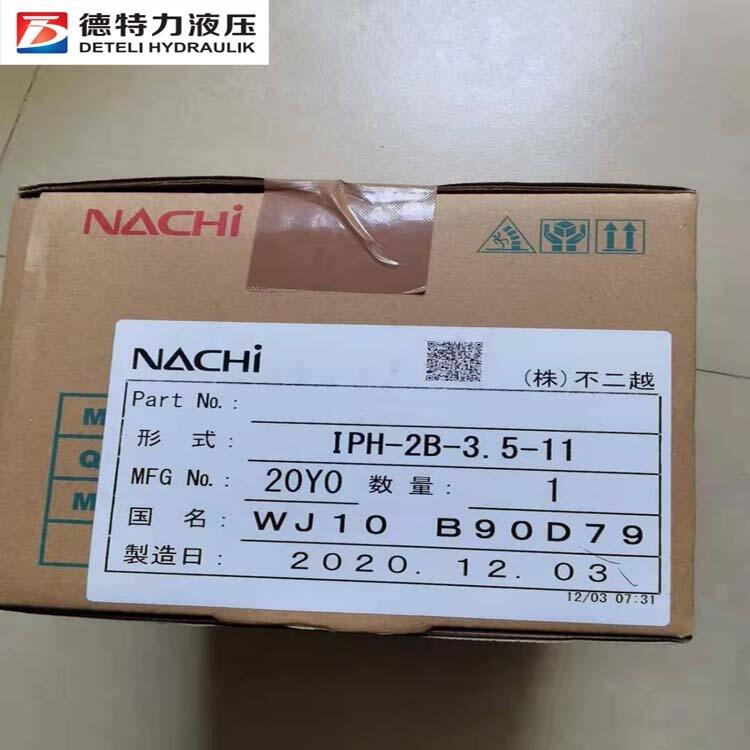 德特力液压
DETELI HYDRAULIK
NACHi
NACHi
(株)不二越
Part No.:
形 式: IPH-2B-3.5-11
MFG No.: 20Y0 数 量: 1
国 名: WJ10 B90D79
製造日: 2020.12.03
12/03 07:31
M
Q
M